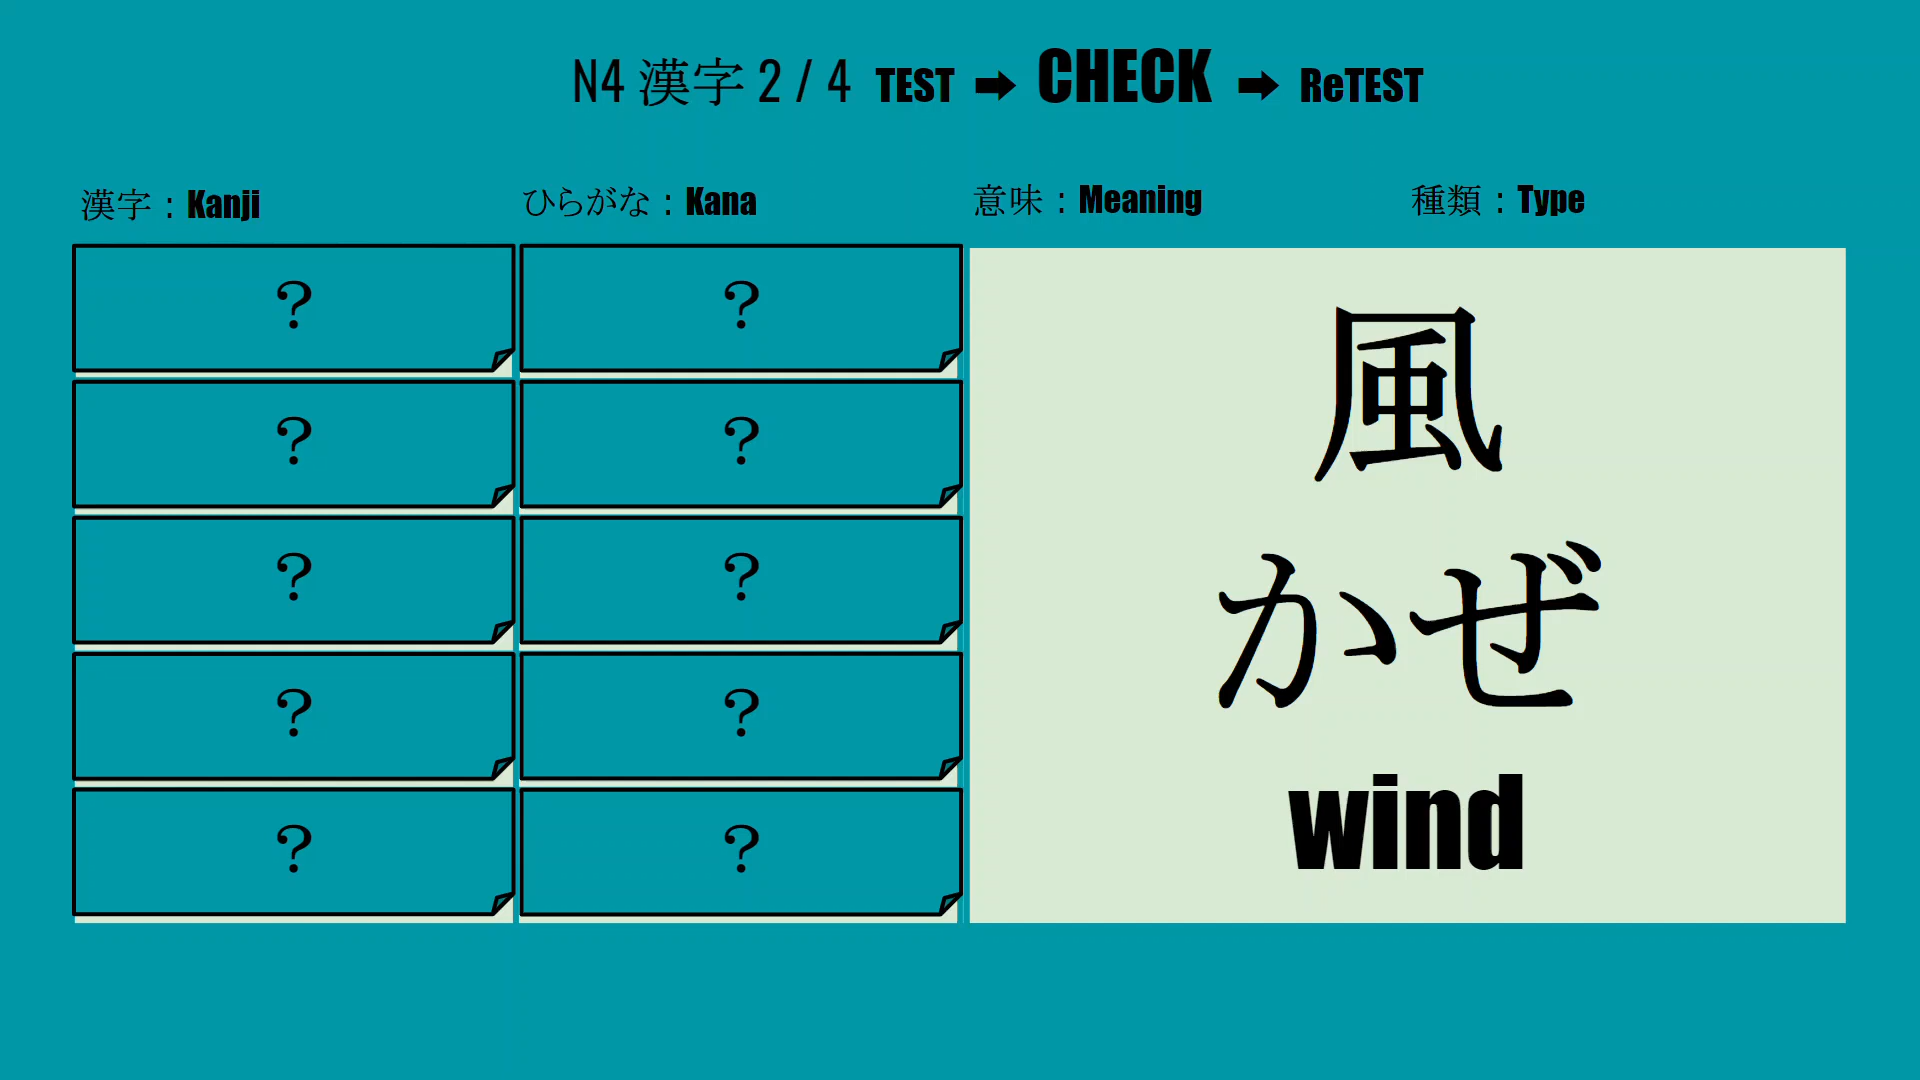 N4 漢字 2 / 4 TEST ➡ CHECK ➡ ReTEST
漢字：Kanji ひらがな：Kana 意味：Meaning 種類：Type
？ ？
？ ？
？ ？
？ ？
？ ？
風
かぜ
wind